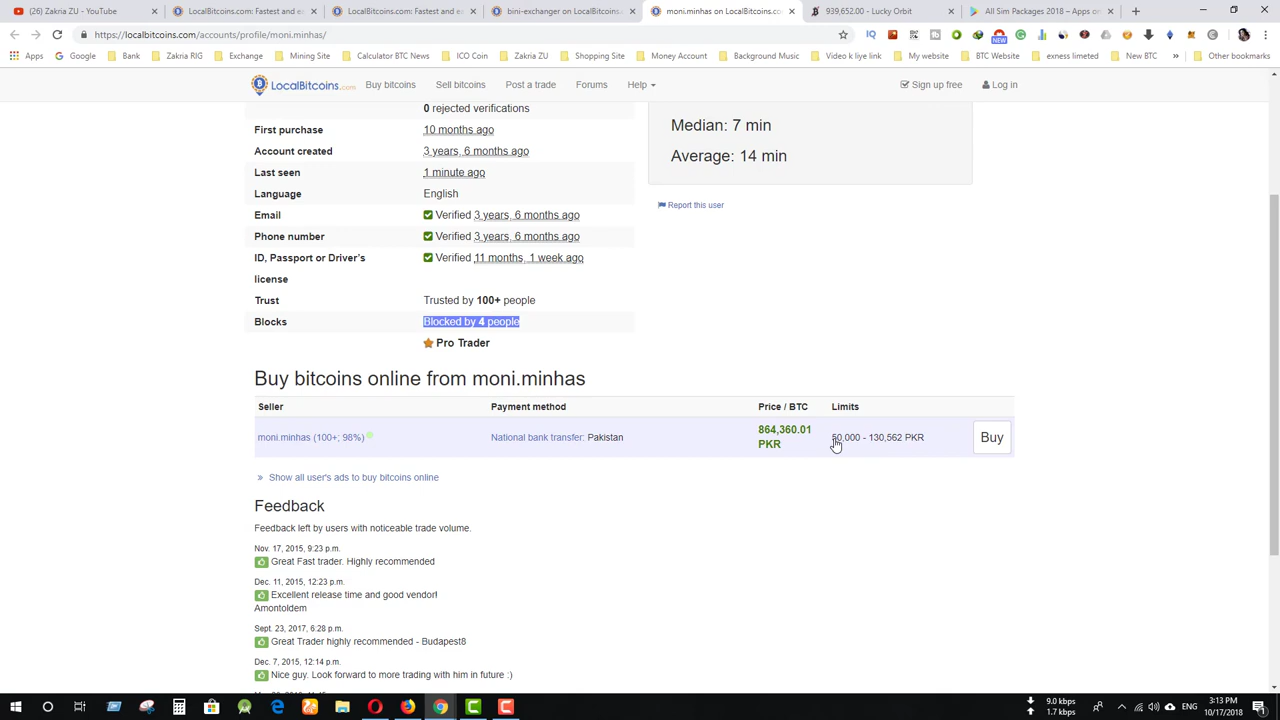 (26) Zakria ZU - YouTube
LocalBitcoins.com: Fastest and ea
LocalBitcoins.com: Fastest and ea
bini-exchanger on LocalBitcoins.
moni.minhas on LocalBitcoins.co
939,652.00 - Lucky Orbit
All Sim Packages 2018 – Apps on
https://localbitcoins.com/accounts/profile/moni.minhas/
Apps
Google
Bank
Zakria RIG
Exchange
Mining Site
Calculator BTC News
ICO Coin
Zakria ZU
Shopping Site
Money Account
Background Music
Video k liye link
My website
BTC Website
exness limeted
New BTC
»
Other bookmarks
LocalBitcoins.com
Buy bitcoins
Sell bitcoins
Post a trade
Forums
Help
Sign up free
Log in
0 rejected verifications
First purchase 10 months ago
Account created 3 years, 6 months ago
Last seen 1 minute ago
Language English
Email Verified 3 years, 6 months ago
Phone number Verified 3 years, 6 months ago
ID, Passport or Driver's Verified 11 months, 1 week ago
license
Trust Trusted by 100+ people
Blocks Blocked by 4 people
Pro Trader
Median: 7 min
Average: 14 min
Report this user
Buy bitcoins online from moni.minhas
Seller Payment method Price / BTC Limits
moni.minhas (100+; 98%) National bank transfer: Pakistan 864,360.01 50,000 - 130,562 PKR Buy
PKR
» Show all user's ads to buy bitcoins online
Feedback
Feedback left by users with noticeable trade volume.
Nov. 17, 2015, 9:23 p.m.
Great Fast trader. Highly recommended
Dec. 11, 2015, 12:23 p.m.
Excellent release time and good vendor!
Amontoldem
Sept. 23, 2017, 6:28 p.m.
Great Trader highly recommended - Budapest8
Dec. 7, 2015, 12:14 p.m.
Nice guy. Look forward to more trading with him in future :)
9.0 kbps
1.7 kbps
ENG
3:13 PM
10/17/2018